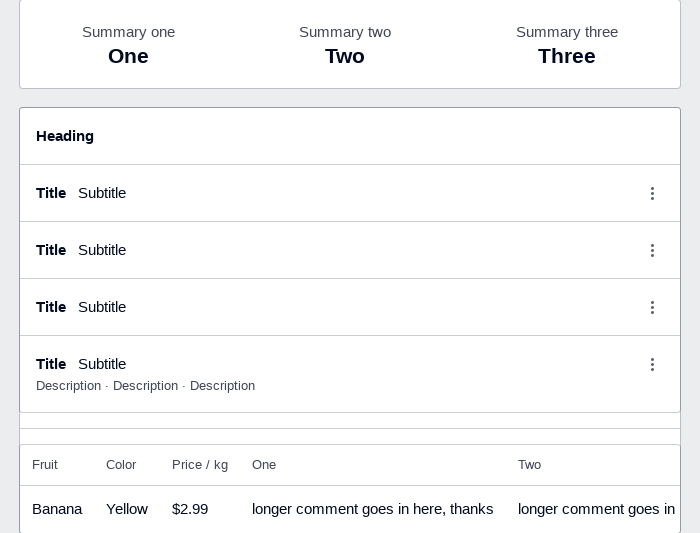 Summary one Summary two Summary three
One Two Three
Heading
Title Subtitle
Title Subtitle
Title Subtitle
Title Subtitle
Description · Description · Description
Fruit Color Price / kg One Two
Banana Yellow $2.99 longer comment goes in here, thanks longer comment goes in